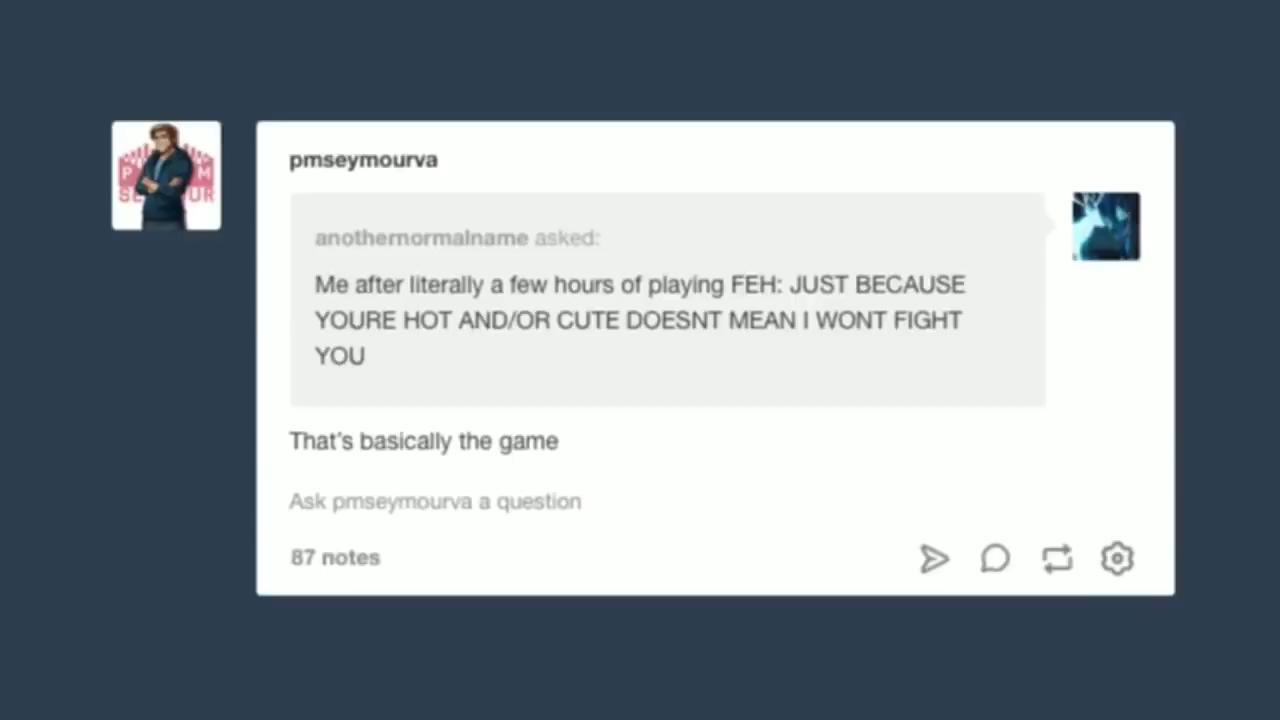 pmseymourva
anothernormalname asked:
Me after literally a few hours of playing FEH: JUST BECAUSE
YOURE HOT AND/OR CUTE DOESNT MEAN I WONT FIGHT
YOU
That's basically the game
Ask pmseymourva a question
87 notes